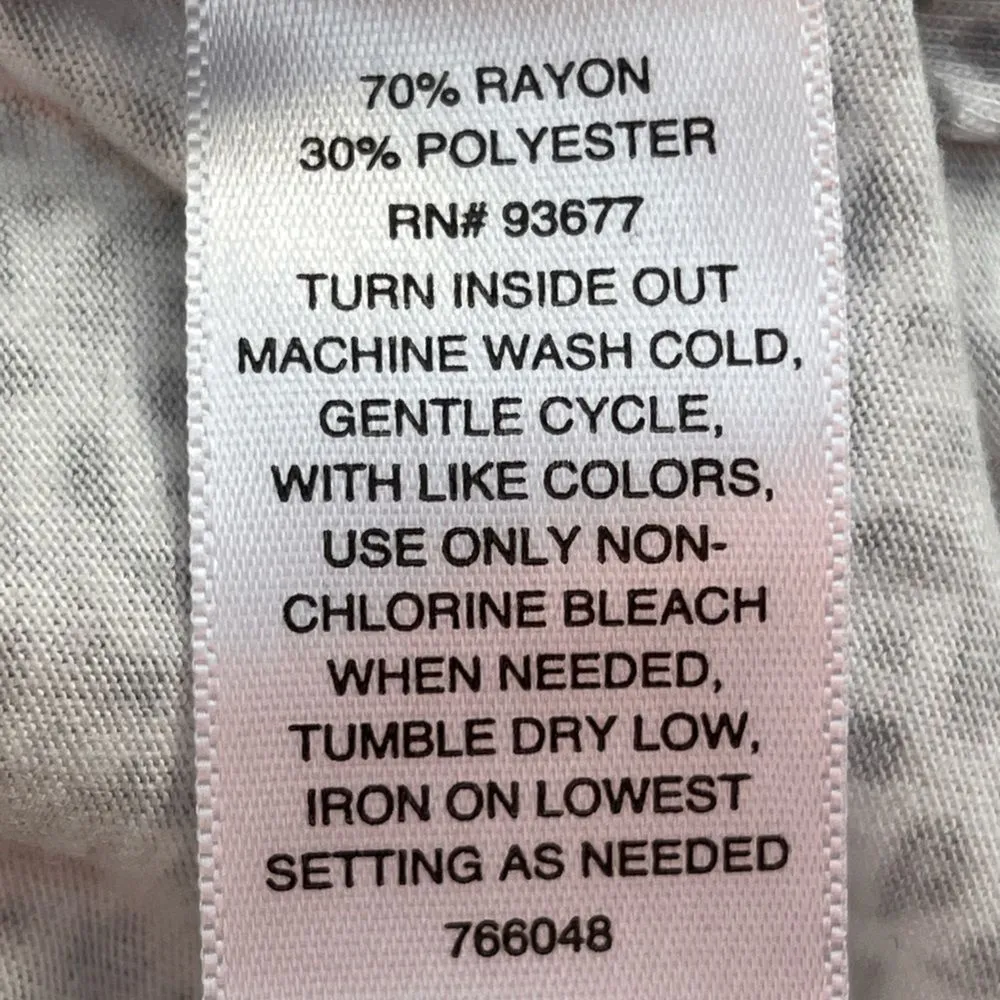 70% RAYON
30% POLYESTER
RN# 93677
TURN INSIDE OUT
MACHINE WASH COLD,
GENTLE CYCLE,
WITH LIKE COLORS,
USE ONLY NON-
CHLORINE BLEACH
WHEN NEEDED,
TUMBLE DRY LOW,
IRON ON LOWEST
SETTING AS NEEDED
766048